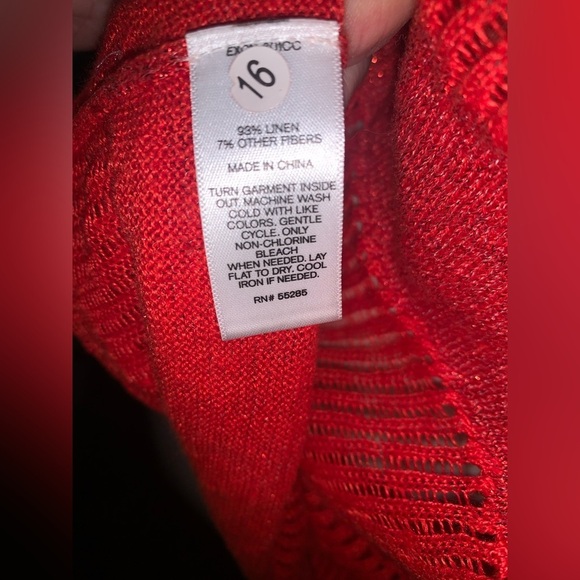 16
93% LINEN
7% OTHER FIBERS
MADE IN CHINA
TURN GARMENT INSIDE
OUT. MACHINE WASH
COLD WITH LIKE
COLORS. GENTLE
CYCLE. ONLY
NON-CHLORINE
BLEACH
WHEN NEEDED. LAY
FLAT TO DRY. COOL
IRON IF NEEDED.
RN# 55285